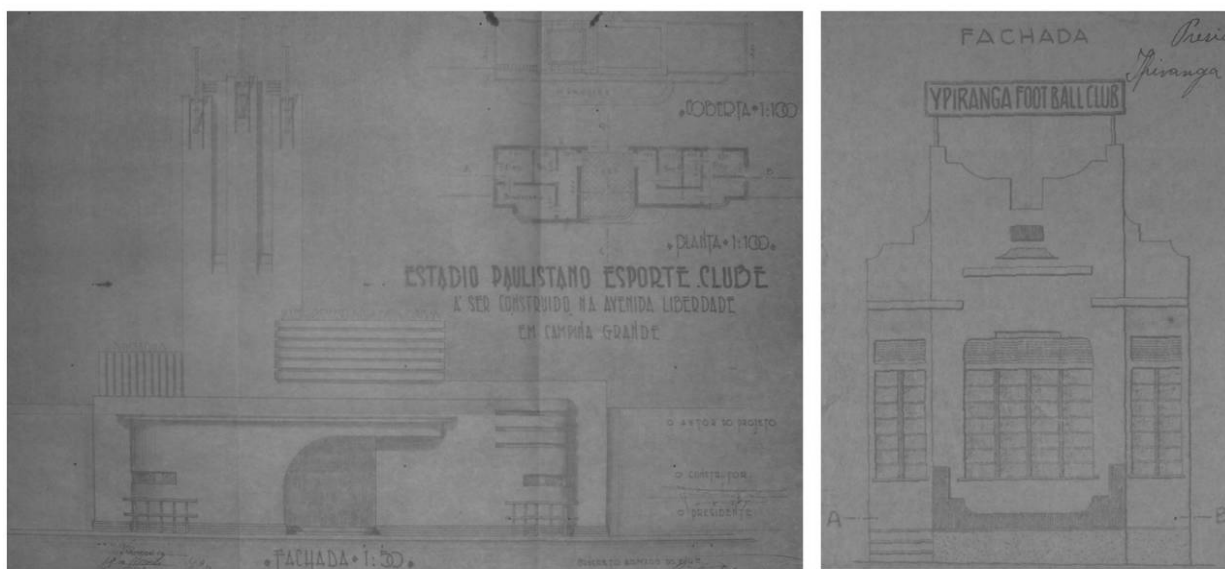 COBERTA • 1:100
PLANTA • 1:100
ESTADIO PAULISTANO ESPORTE CLUBE
A SER CONSTRUIDO NA AVENIDA LIBERDADE
EM CAMPINA GRANDE
O AUTOR DO PROJETO
O CONSTRUTOR
O PRESIDENTE
• FACHADA • 1:50 •
FACHADA
Ypiranga
YPIRANGA FOOT BALL CLUB
A
B